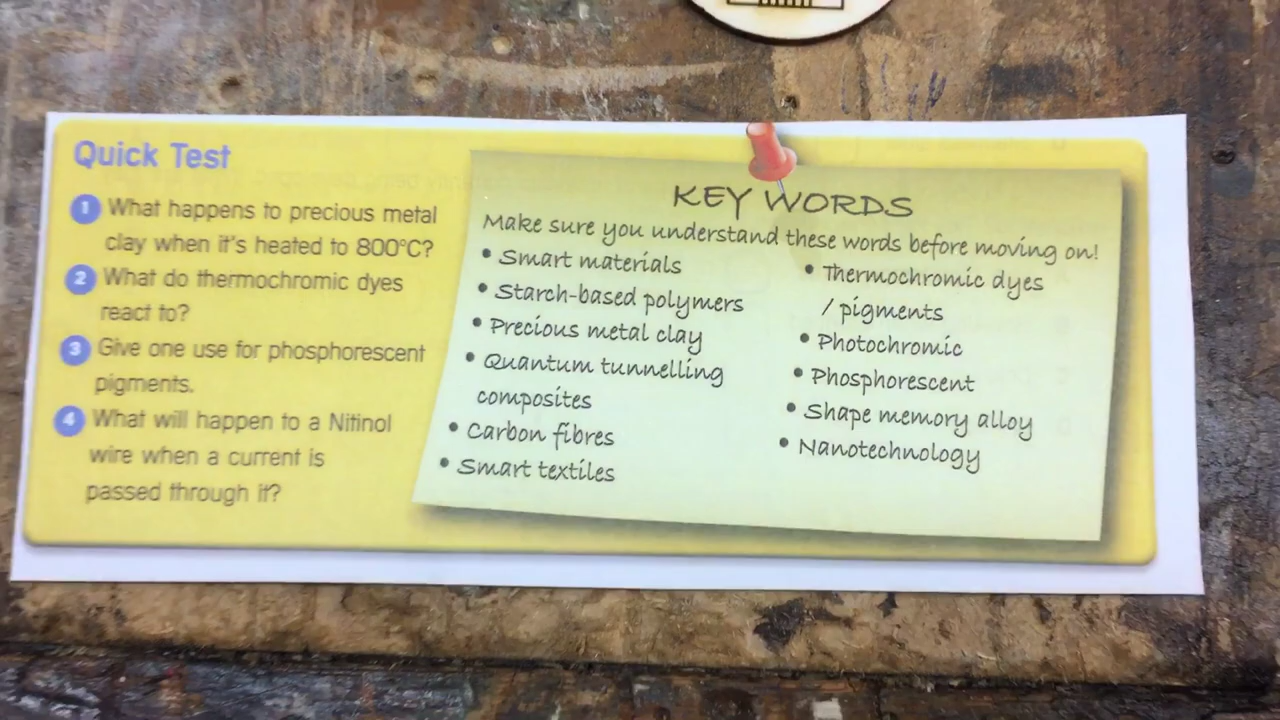 Quick Test
1 What happens to precious metal
clay when it's heated to 800°C?
2 What do thermochromic dyes
react to?
3 Give one use for phosphorescent
pigments.
4 What will happen to a Nitinol
wire when a current is
passed through it?
KEY WORDS
Make sure you understand these words before moving on!
• Smart materials
• Starch-based polymers
• Precious metal clay
• Quantum tunnelling
composites
• Carbon fibres
• Smart textiles
• Thermochromic dyes
/ pigments
• Photochromic
• Phosphorescent
• Shape memory alloy
• Nanotechnology